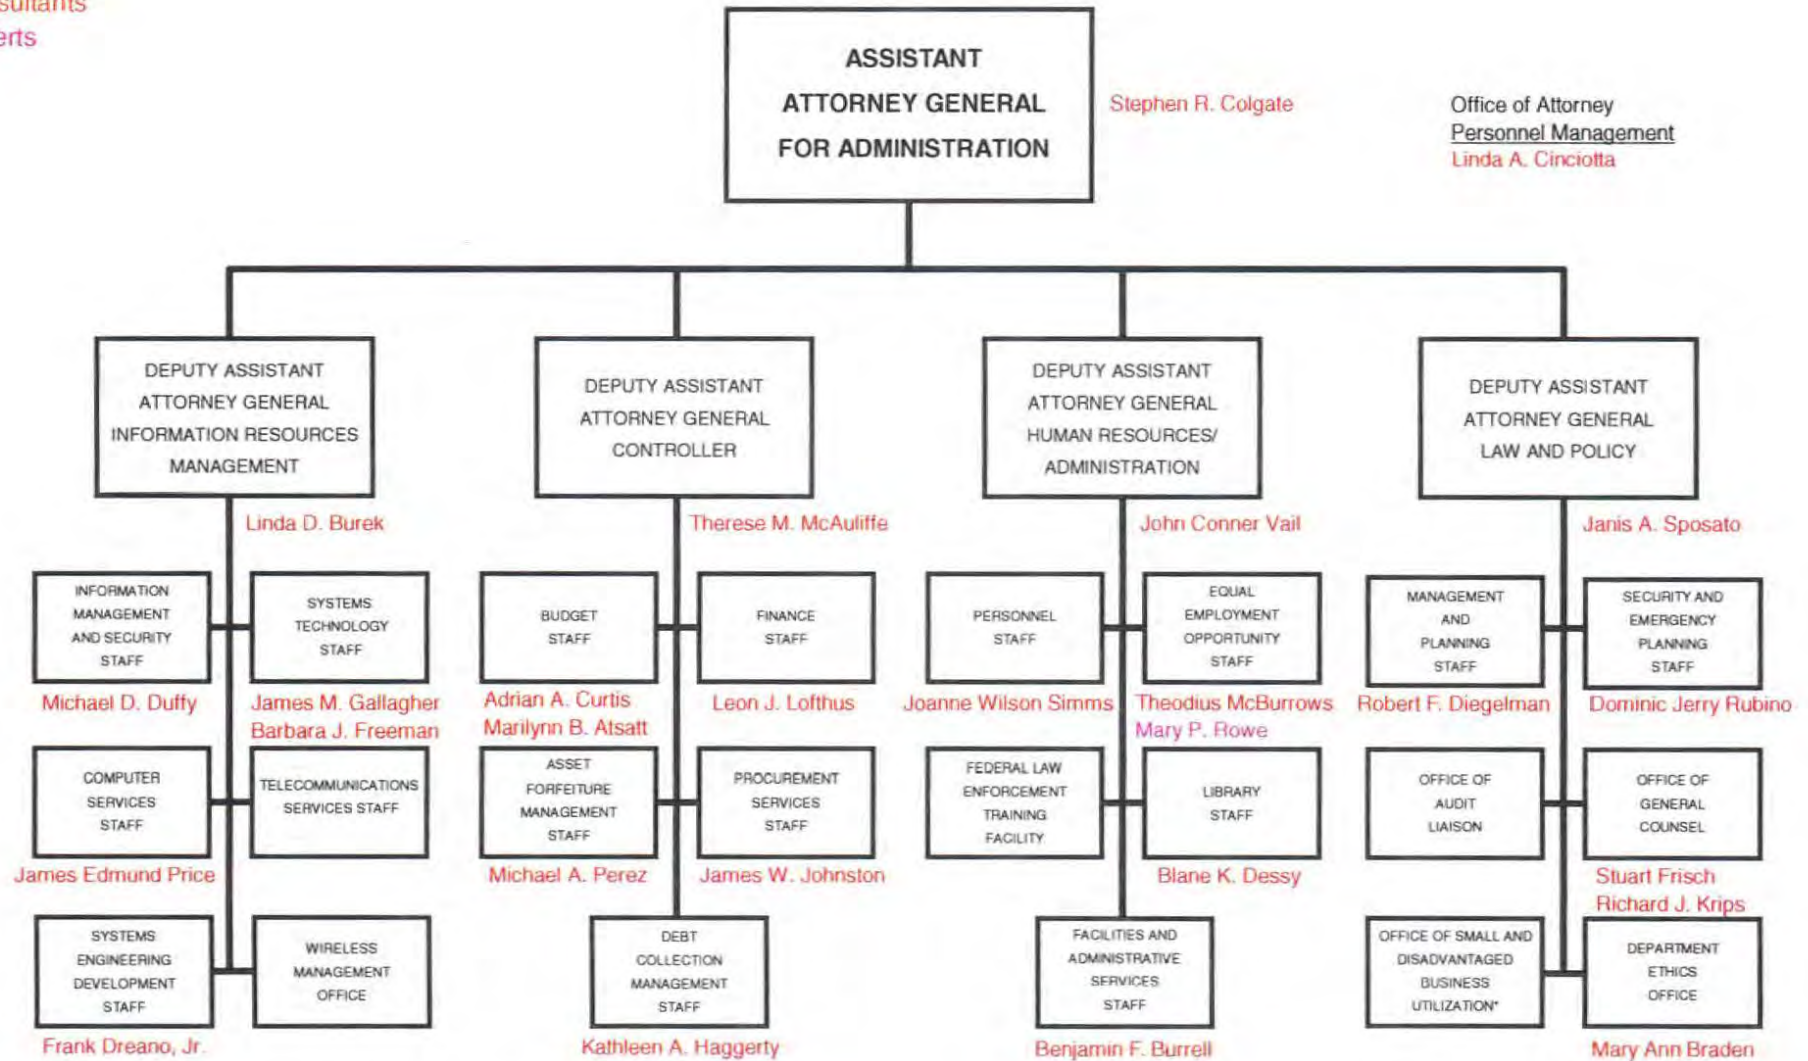 sultants
erts
ASSISTANT
ATTORNEY GENERAL
FOR ADMINISTRATION
Stephen R. Colgate
Office of Attorney
Personnel Management
Linda A. Cinciotta
DEPUTY ASSISTANT
ATTORNEY GENERAL
INFORMATION RESOURCES
MANAGEMENT
Linda D. Burek
DEPUTY ASSISTANT
ATTORNEY GENERAL
CONTROLLER
Therese M. McAuliffe
DEPUTY ASSISTANT
ATTORNEY GENERAL
HUMAN RESOURCES/
ADMINISTRATION
John Conner Vail
DEPUTY ASSISTANT
ATTORNEY GENERAL
LAW AND POLICY
Janis A. Sposato
INFORMATION
MANAGEMENT
AND SECURITY
STAFF
Michael D. Duffy
SYSTEMS
TECHNOLOGY
STAFF
James M. Gallagher
Barbara J. Freeman
BUDGET
STAFF
Adrian A. Curtis
Marilynn B. Atsatt
FINANCE
STAFF
Leon J. Lofthus
PERSONNEL
STAFF
Joanne Wilson Simms
EQUAL
EMPLOYMENT
OPPORTUNITY
STAFF
Theodius McBurrows
Mary P. Rowe
MANAGEMENT
AND
PLANNING
STAFF
Robert F. Diegelman
SECURITY AND
EMERGENCY
PLANNING
STAFF
Dominic Jerry Rubino
COMPUTER
SERVICES
STAFF
James Edmund Price
TELECOMMUNICATIONS
SERVICES STAFF
ASSET
FORFEITURE
MANAGEMENT
STAFF
Michael A. Perez
PROCUREMENT
SERVICES
STAFF
James W. Johnston
FEDERAL LAW
ENFORCEMENT
TRAINING
FACILITY
LIBRARY
STAFF
Blane K. Dessy
OFFICE OF
AUDIT
LIAISON
OFFICE OF
GENERAL
COUNSEL
Stuart Frisch
Richard J. Krips
SYSTEMS
ENGINEERING
DEVELOPMENT
STAFF
Frank Dreano, Jr.
WIRELESS
MANAGEMENT
OFFICE
DEBT
COLLECTION
MANAGEMENT
STAFF
Kathleen A. Haggerty
FACILITIES AND
ADMINISTRATIVE
SERVICES
STAFF
Benjamin F. Burrell
OFFICE OF SMALL AND
DISADVANTAGED
BUSINESS
UTILIZATION*
DEPARTMENT
ETHICS
OFFICE
Mary Ann Braden